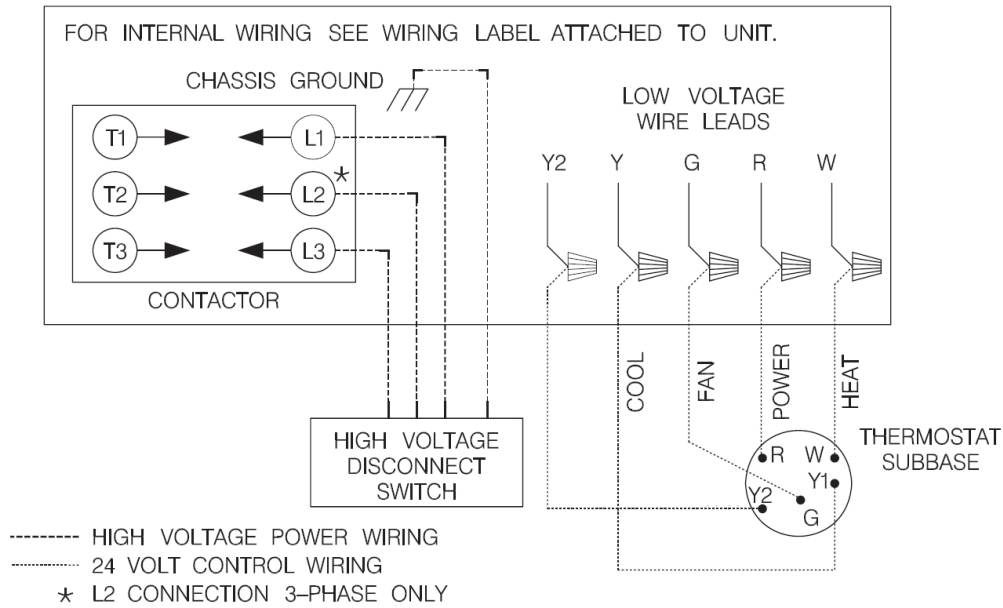 FOR INTERNAL WIRING SEE WIRING LABEL ATTACHED TO UNIT.
CHASSIS GROUND
LOW VOLTAGE
WIRE LEADS
T1
L1
T2
L2
*
T3
L3
CONTACTOR
Y2 Y G R W
COOL
FAN
POWER
HEAT
THERMOSTAT
SUBBASE
R W
Y2 Y1
G
HIGH VOLTAGE
DISCONNECT
SWITCH
HIGH VOLTAGE POWER WIRING
24 VOLT CONTROL WIRING
* L2 CONNECTION 3–PHASE ONLY